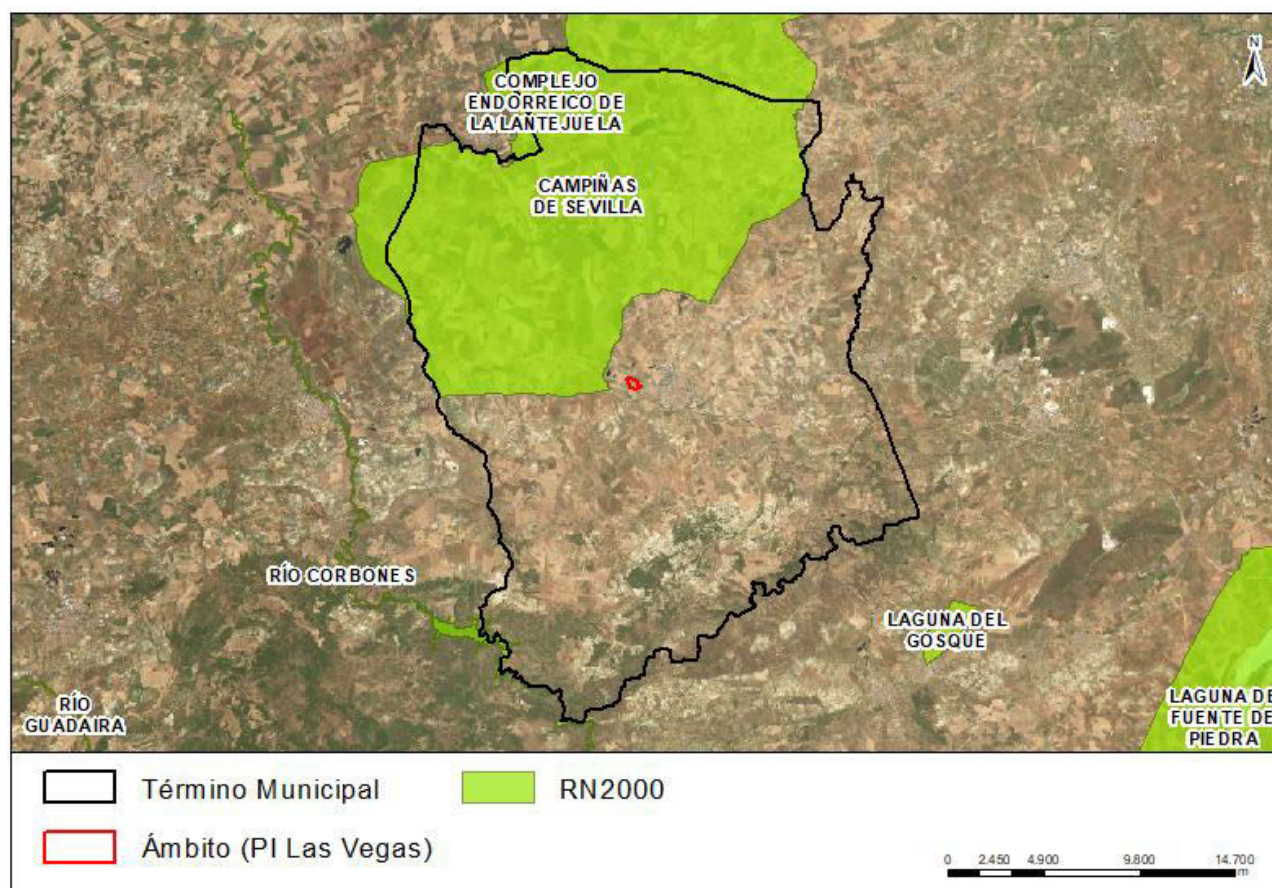 N
COMPLEJO
ENDORREICO DE
LA LANTEJUELA
CAMPIÑAS
DE SEVILLA
RÍO CORBONES
LAGUNA DEL
GOSQUE
RÍO
GUADAIRA
LAGUNA DE
FUENTE DE
PIEDRA
Término Municipal
RN2000
Ámbito (PI Las Vegas)
0 2.450 4.900 9.800 14.700
m